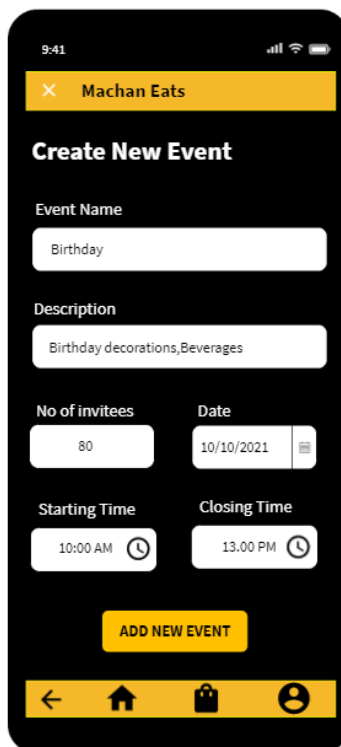 9:41
Machan Eats
Create New Event
Event Name
Birthday
Description
Birthday decorations,Beverages
No of invitees
Date
80
10/10/2021
Starting Time
Closing Time
10:00 AM
13.00 PM
ADD NEW EVENT